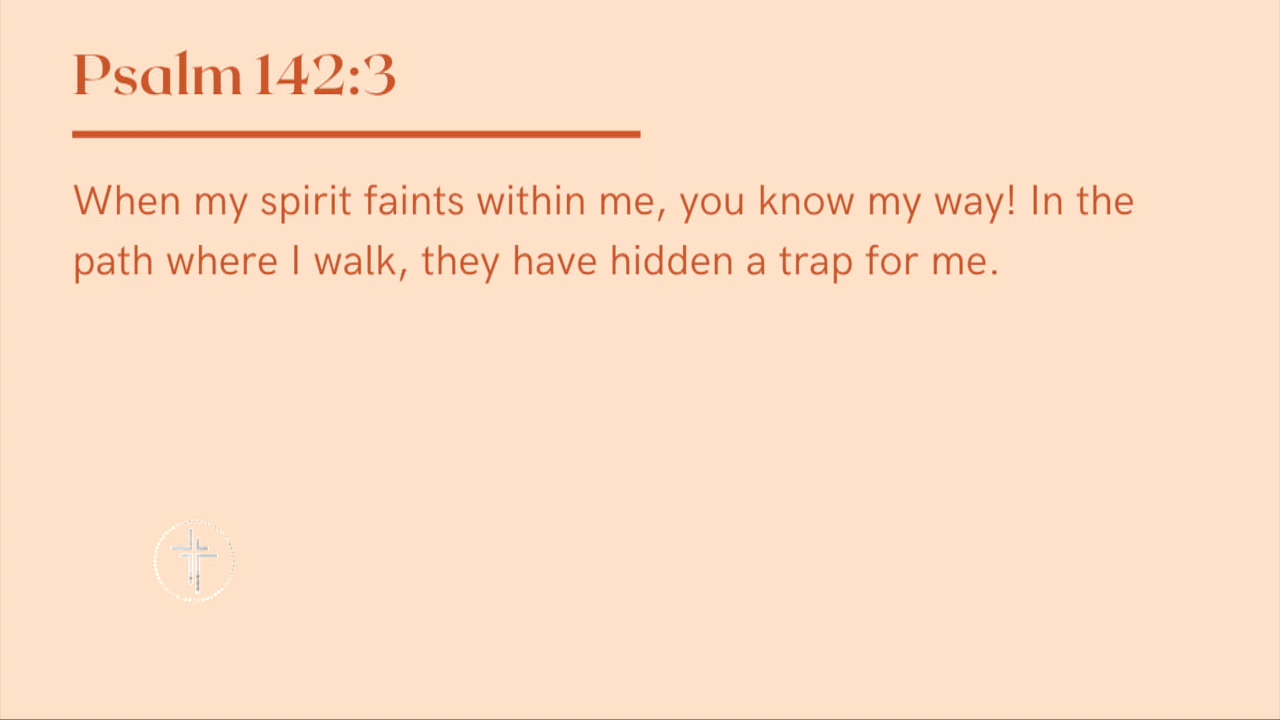 Psalm 142:3
When my spirit faints within me, you know my way! In the
path where I walk, they have hidden a trap for me.